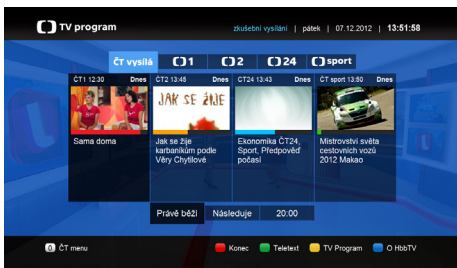 TV program
zkušební vysílání | pátek | 07.12.2012 | 13:51:58
ČT vysílá 1 2 24 sport
ČT1 12:30 Dnes
Sama doma
ČT2 13:45 Dnes
JAK SE ŽIJE
Jak se žije
karbaníkům podle
Věry Chytilové
ČT24 13:43 Dnes
Ekonomika ČT24,
Sport, Předpověď
počasí
ČT sport 13:50 Dnes
Mistrovství světa
cestovních vozů
2012 Makao
Právě běží Následuje 20:00
0 ČT menu
Konec Teletext TV Program O HbbTV